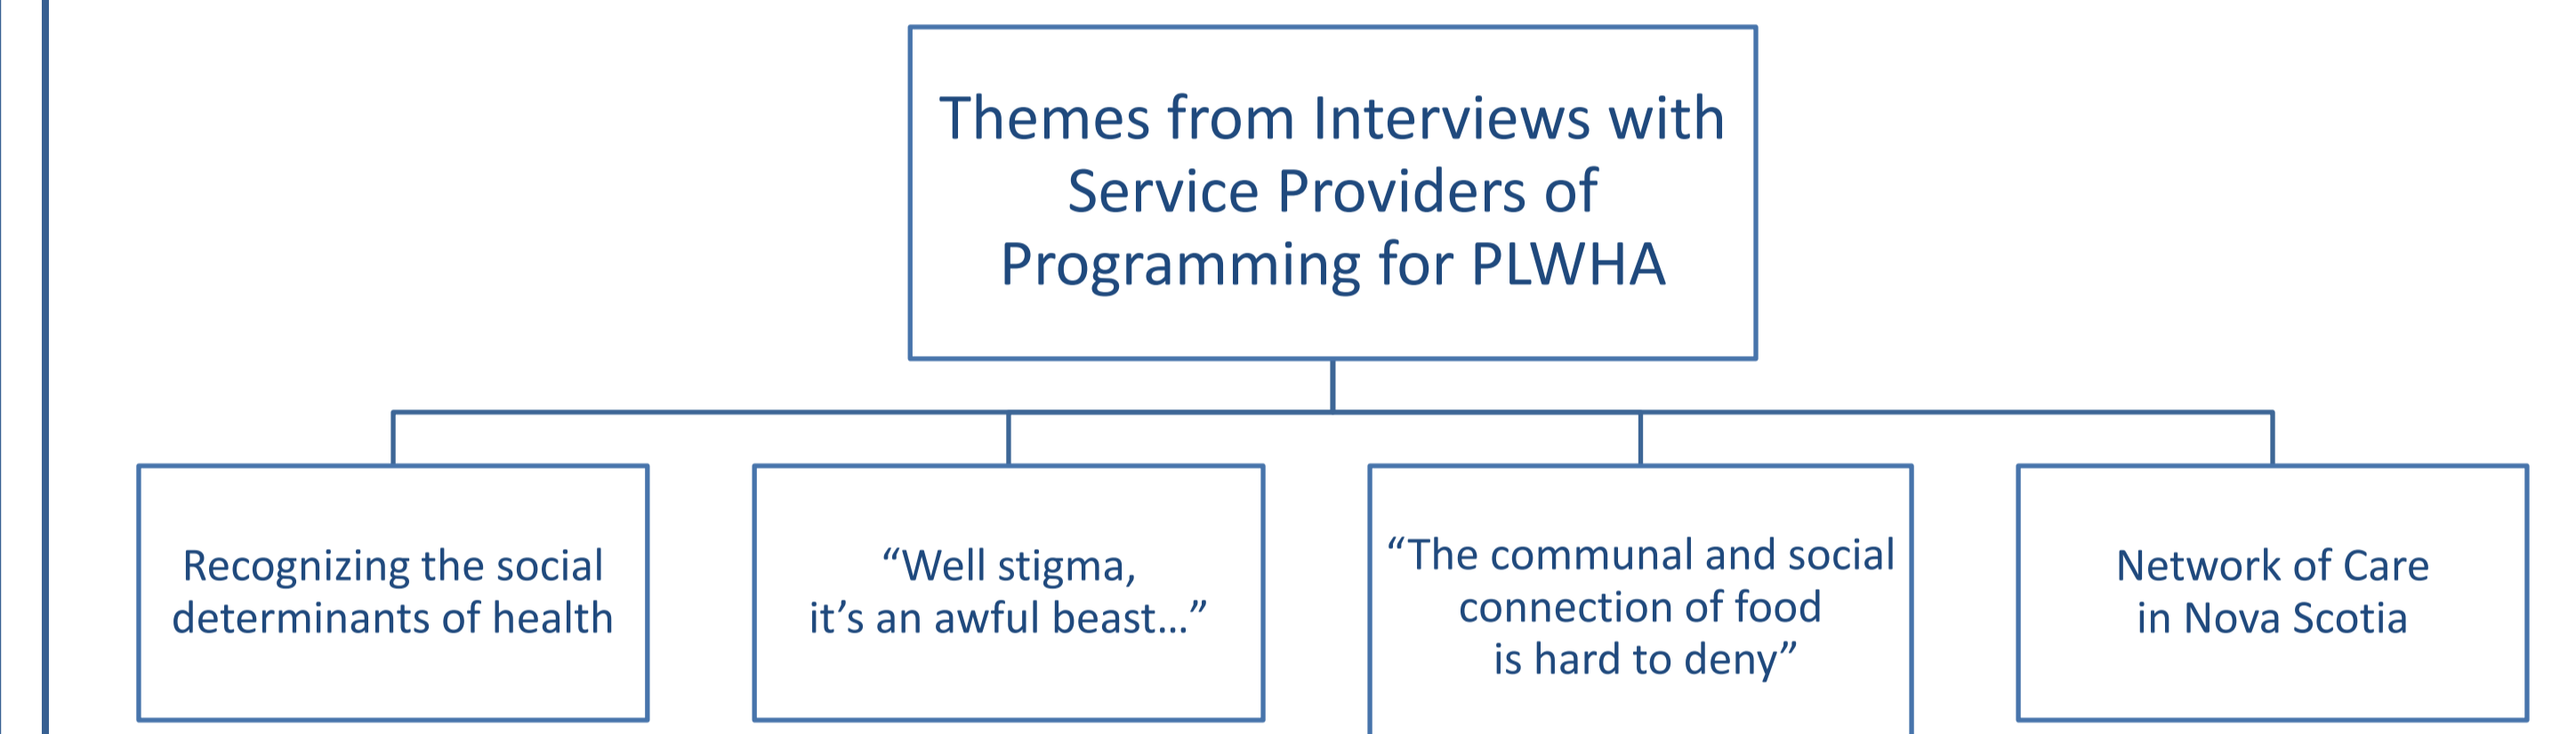 Themes from Interviews with
Service Providers of
Programming for PLWHA
Recognizing the social
determinants of health
“Well stigma,
it’s an awful beast...”
“The communal and social
connection of food
is hard to deny”
Network of Care
in Nova Scotia